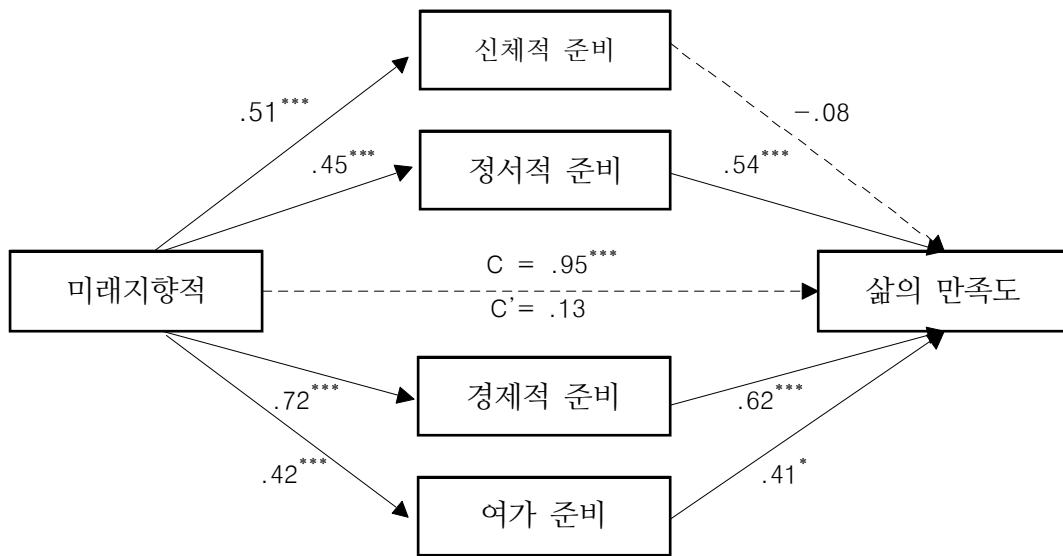 신체적 준비
.51***
-.08
.45***
정서적 준비
.54***
미래지향적
C = .95***
C'= .13
삶의 만족도
.72***
경제적 준비
.62***
.42***
여가 준비
.41*